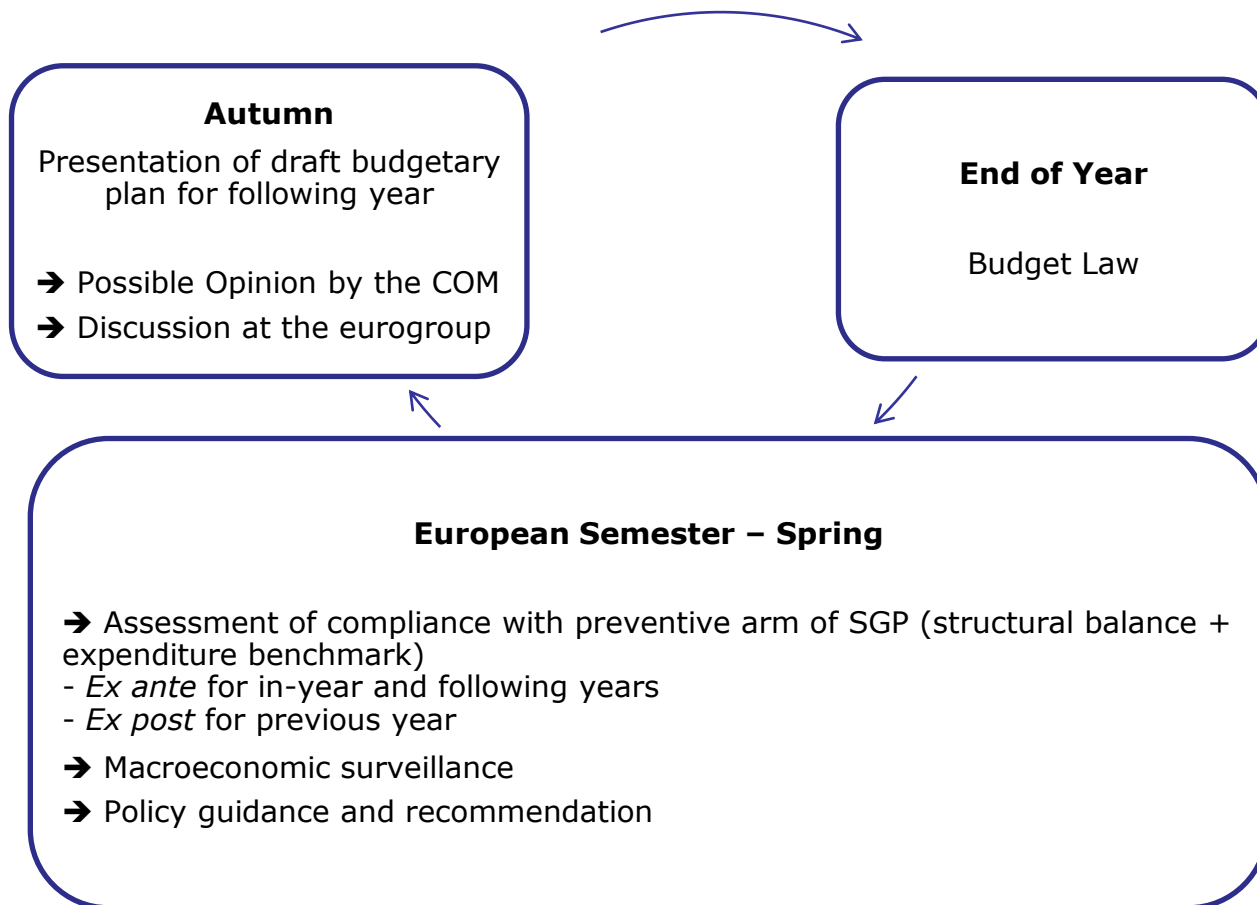 Autumn
Presentation of draft budgetary
plan for following year
➔ Possible Opinion by the COM
➔ Discussion at the eurogroup
End of Year
Budget Law
European Semester – Spring
➔ Assessment of compliance with preventive arm of SGP (structural balance +
expenditure benchmark)
- Ex ante for in-year and following years
- Ex post for previous year
➔ Macroeconomic surveillance
➔ Policy guidance and recommendation